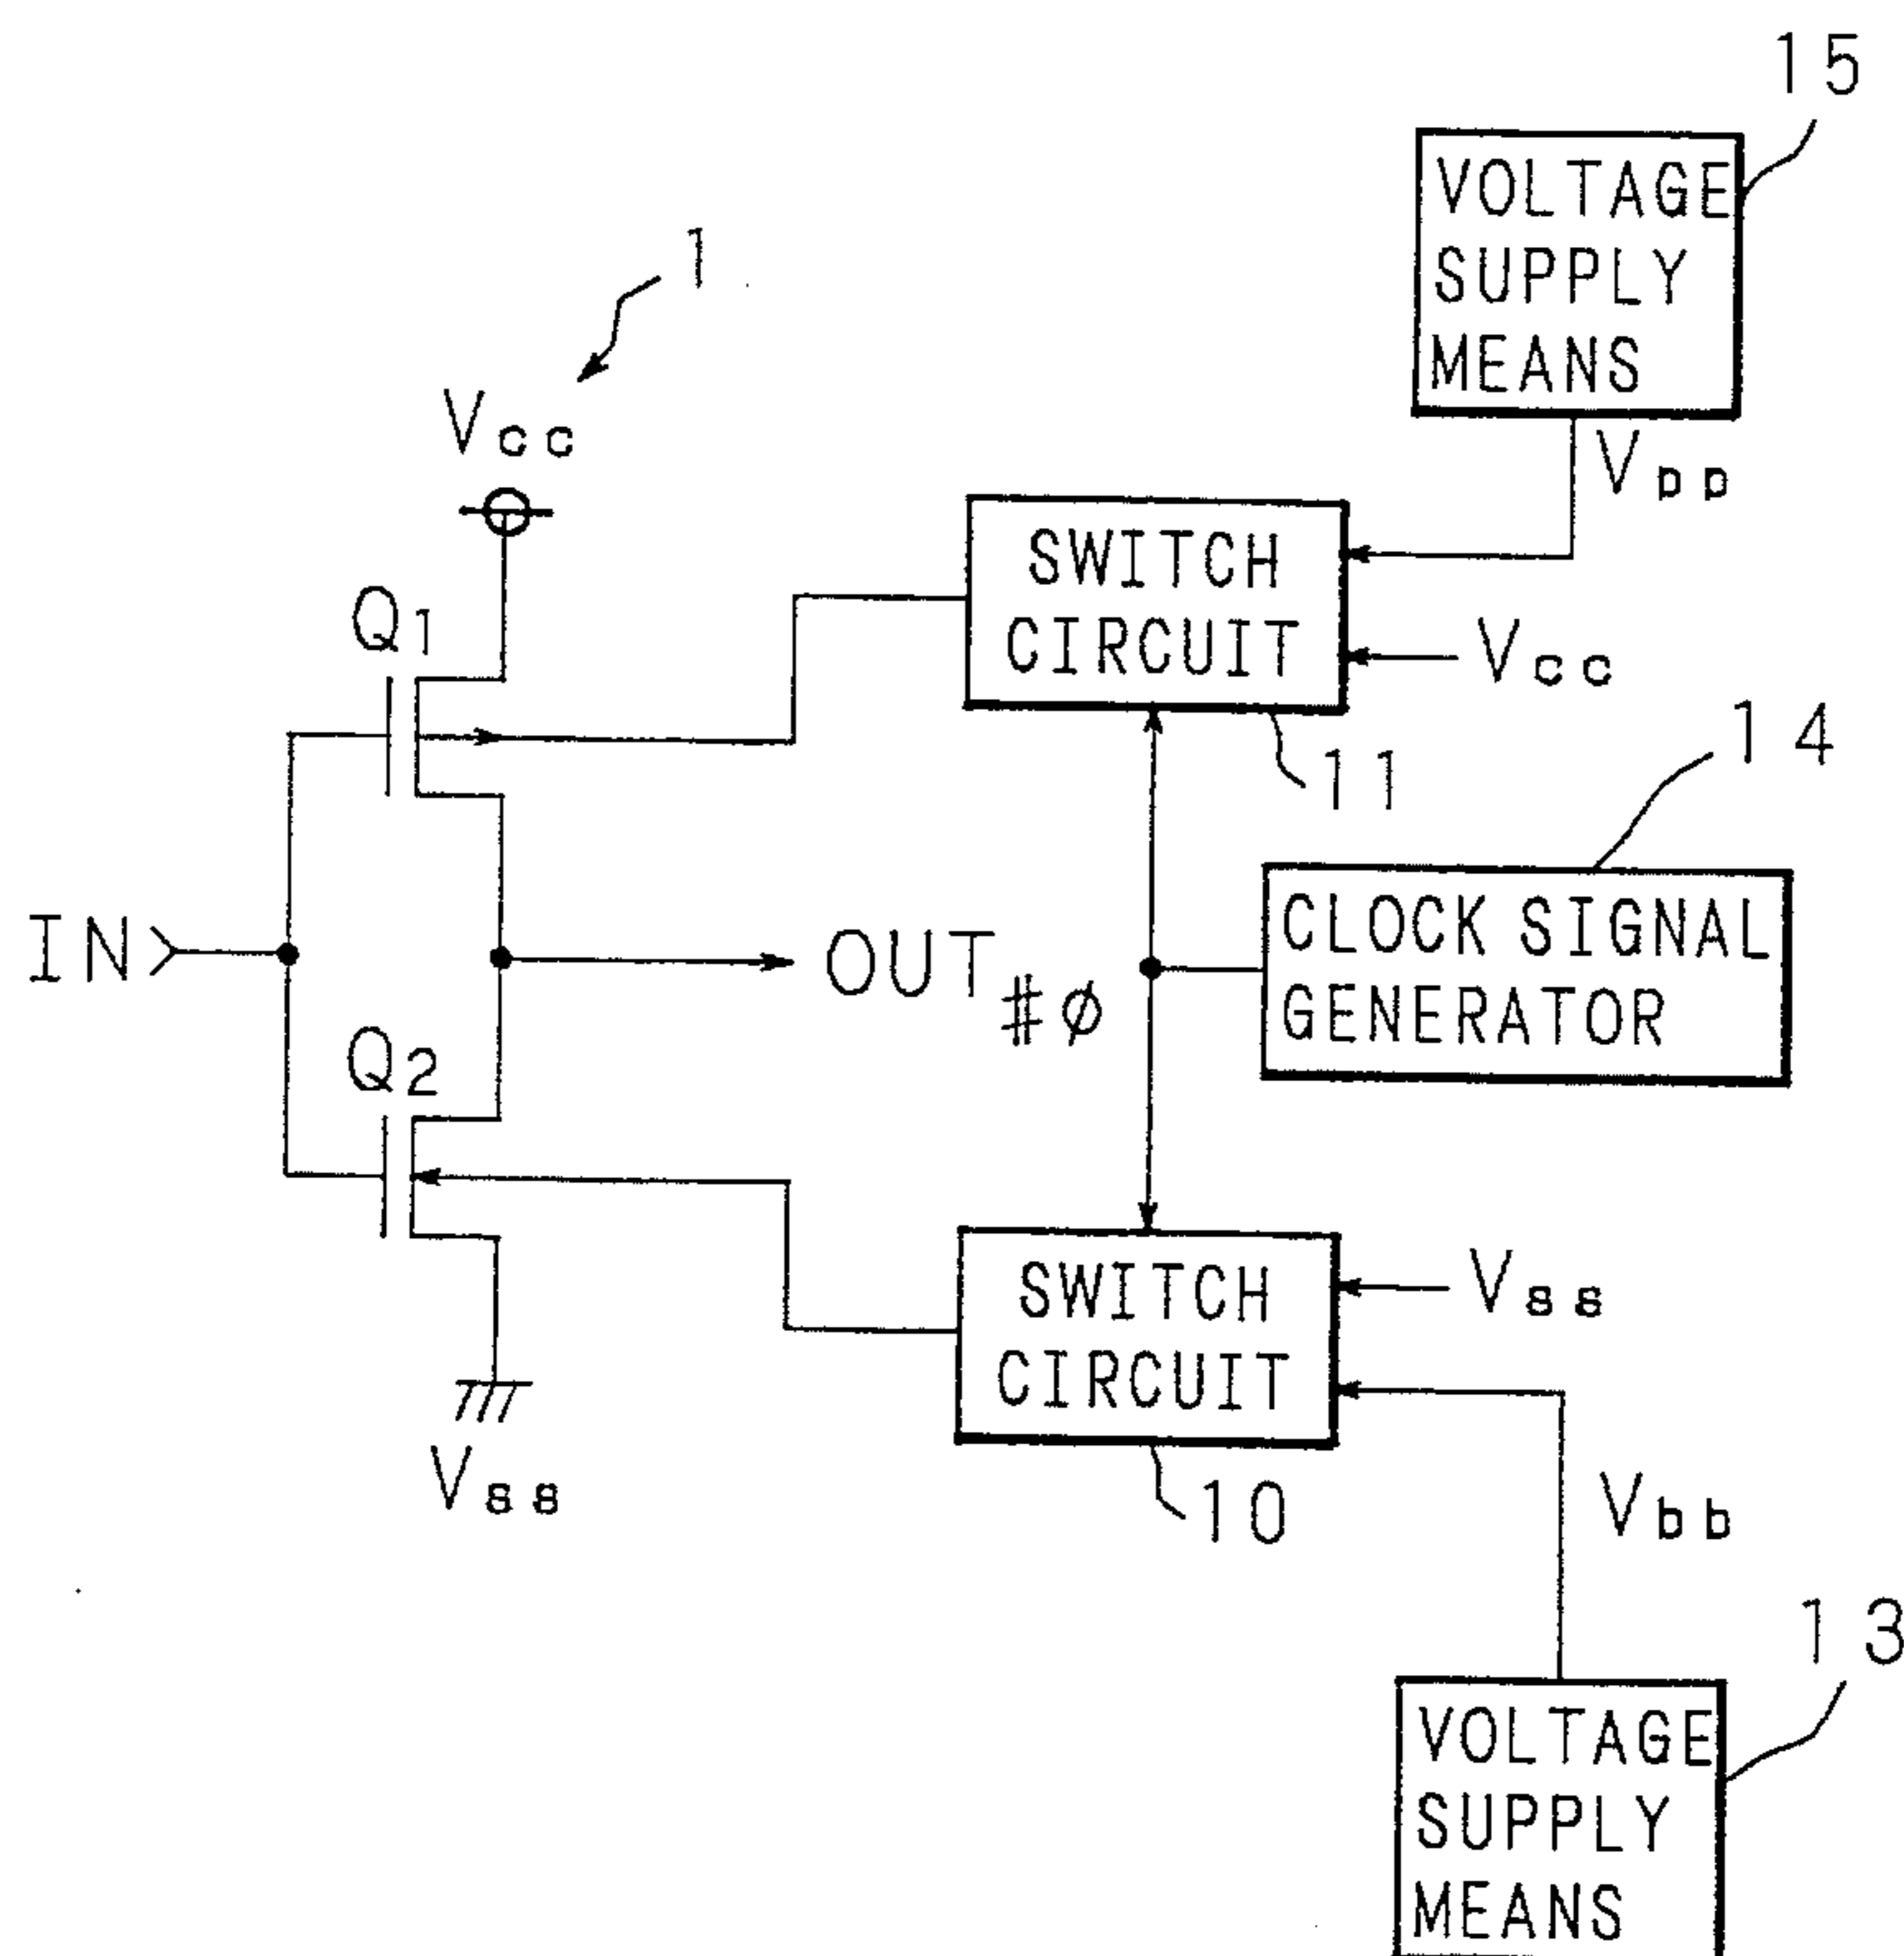 15
VOLTAGE
SUPPLY
MEANS
1
Vcc
Vpp
SWITCH
CIRCUIT
Q1
Vcc
14
11
CLOCK SIGNAL
GENERATOR
IN
OUT
#φ
Q2
SWITCH
CIRCUIT
Vss
Vss
10
Vbb
13
VOLTAGE
SUPPLY
MEANS